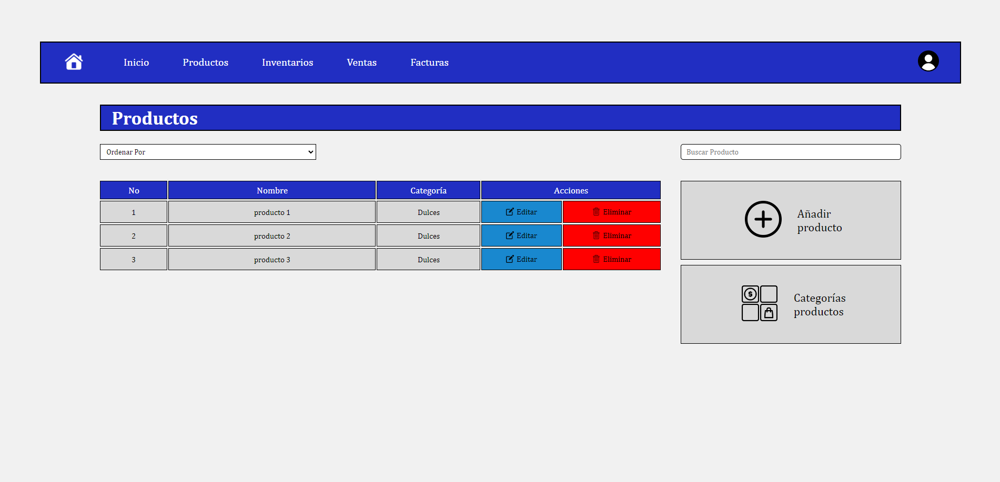 Inicio Productos Inventarios Ventas Facturas
Productos
Ordenar Por
Buscar Producto
No Nombre Categoría Acciones
1 producto 1 Dulces Editar Eliminar
2 producto 2 Dulces Editar Eliminar
3 producto 3 Dulces Editar Eliminar
Añadir
producto
$
Categorías
productos